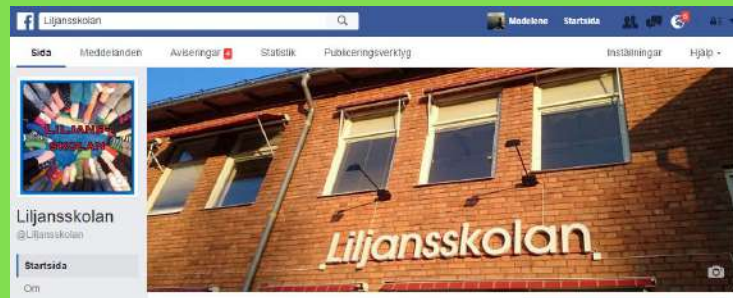 Liljansskolan
Madelene Startsida
Sida Meddelanden Aviseringar Statistik Publiceringsverktyg Inställningar Hjälp
LILJANS-
SKOLAN
Liljansskolan
@Liljansskolan
Startsida
Om
Liljansskolan